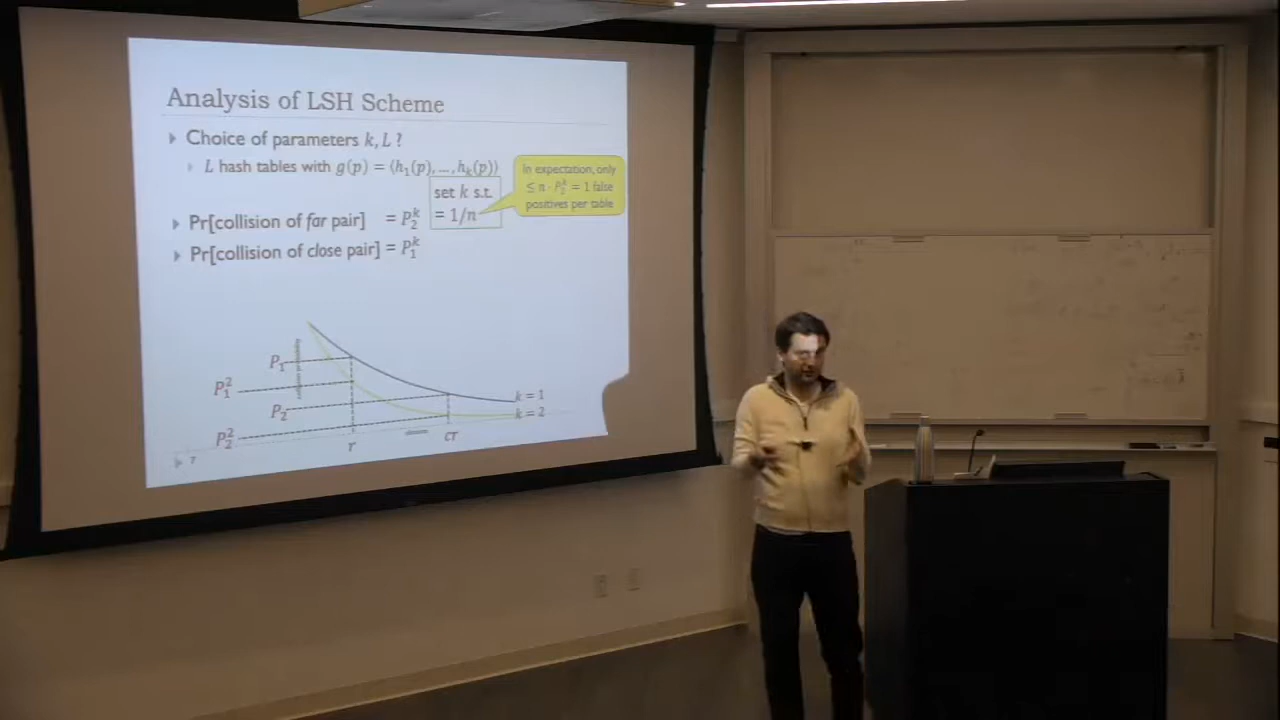 Analysis of LSH Scheme
Choice of parameters k, L ?
L hash tables with g(p) = ⟨h₁(p), …, hₖ(p)⟩
set k s.t.
Pr[collision of far pair] = P₂ᵏ = 1/n
In expectation, only
≤ n · P₂ᵏ = 1 false
positives per table
Pr[collision of close pair] = P₁ᵏ
P₁
P₁²
P₂
P₂²
k = 1
k = 2
r
cr
7